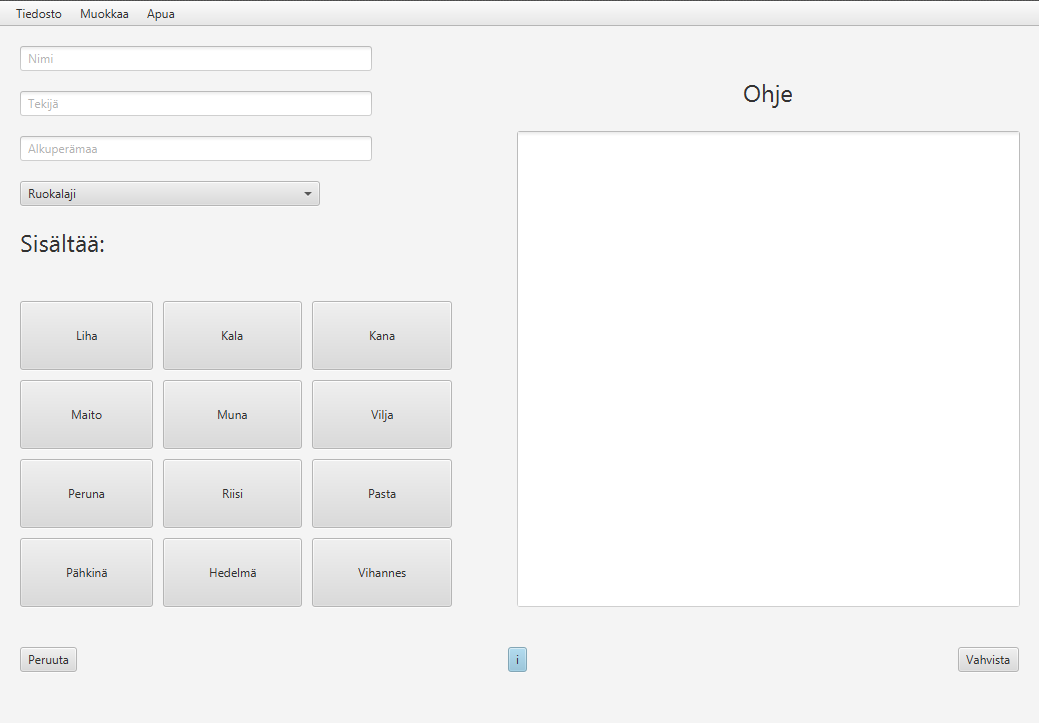 Tiedosto Muokkaa Apua
Nimi
Tekijä
Alkuperämaa
Ruokalaji
Sisältää:
Liha Kala Kana
Maito Muna Vilja
Peruna Riisi Pasta
Pähkinä Hedelmä Vihannes
Ohje
Peruuta i Vahvista